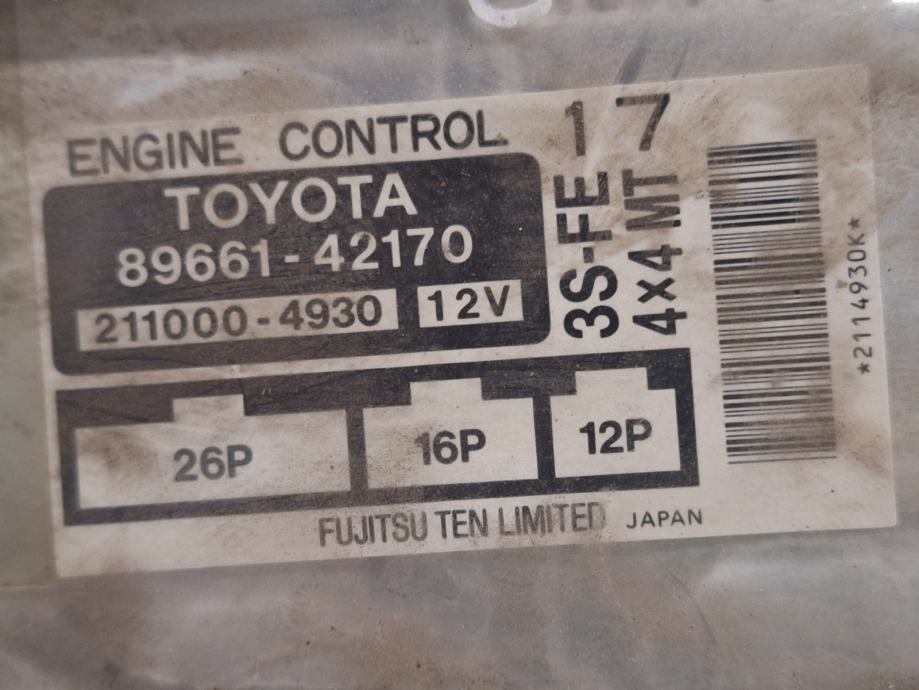 ENGINE CONTROL
17
TOYOTA
89661-42170
211000-4930
12V
3S-FE
4x4 MT
*2114930K*
26P
16P
12P
FUJITSU TEN LIMITED
JAPAN